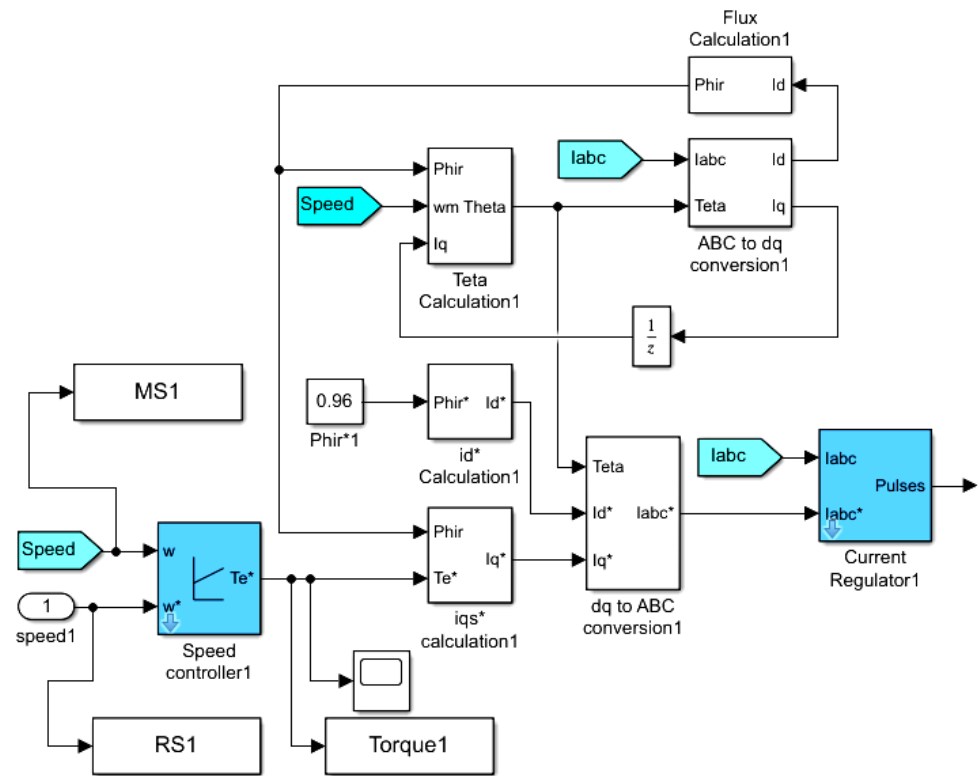 Flux
Calculation1
Phir
Id
Iabc
Iabc
Id
Teta
Iq
ABC to dq
conversion1
Phir
Speed
wm Theta
Iq
Teta
Calculation1
1
z
MS1
0.96
Phir*1
Phir*
Id*
id*
Calculation1
Iabc
Iabc
Pulses
Iabc*
Current
Regulator1
Teta
Id*
Iabc*
Iq*
dq to ABC
conversion1
Phir
Iq*
Te*
iqs*
calculation1
Speed
w
Te*
1
w*
speed1
Speed
controller1
RS1
Torque1